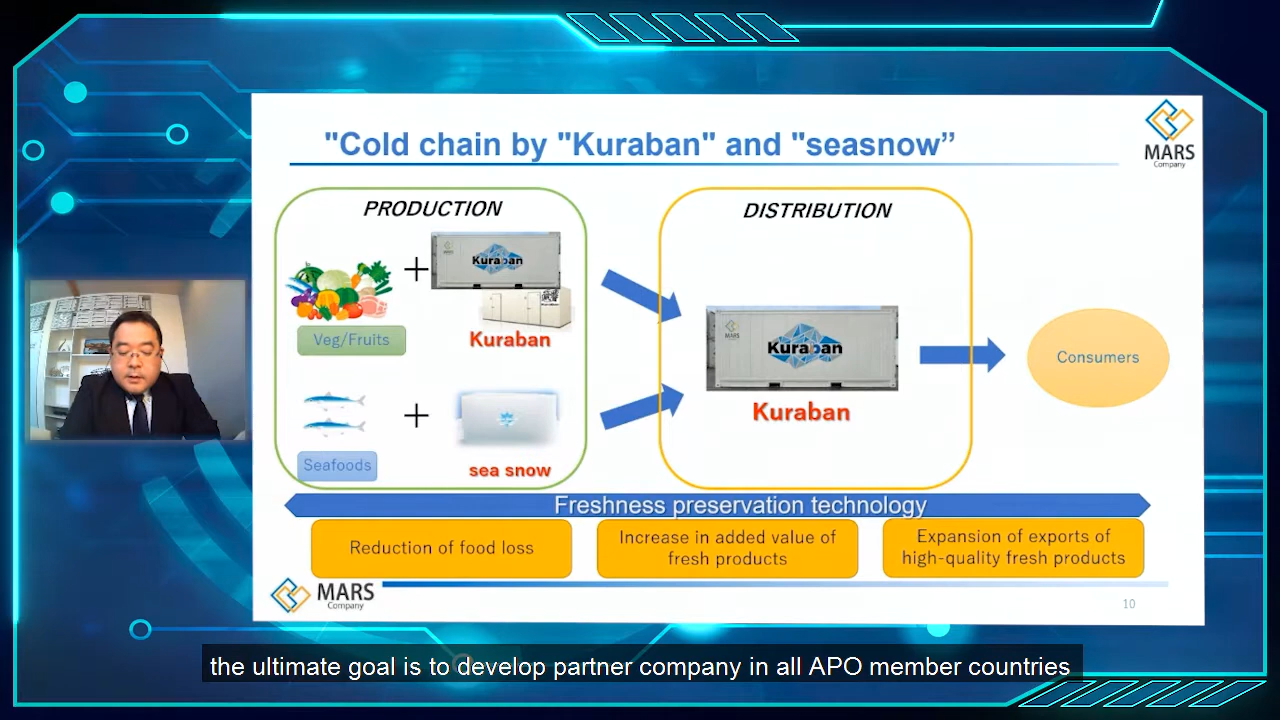 "Cold chain by "Kuraban" and "seasnow”
MARS
Company
PRODUCTION
DISTRIBUTION
Kuraban
Veg/Fruits
Kuraban
MARS
Kuraban
Kuraban
Consumers
Seafoods
sea snow
Freshness preservation technology
Reduction of food loss
Increase in added value of
fresh products
Expansion of exports of
high-quality fresh products
MARS
Company
10
the ultimate goal is to develop partner company in all APO member countries